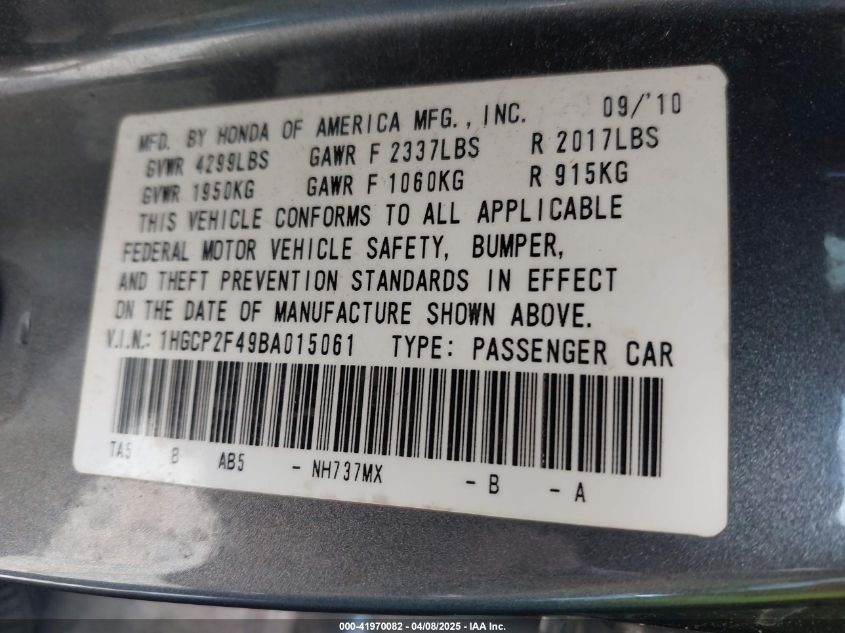 MFD. BY HONDA OF AMERICA MFG., INC. 09/'10
GVWR 4299LBS GAWR F 2337LBS R 2017LBS
GVWR 1950KG GAWR F 1060KG R 915KG
THIS VEHICLE CONFORMS TO ALL APPLICABLE
FEDERAL MOTOR VEHICLE SAFETY, BUMPER,
AND THEFT PREVENTION STANDARDS IN EFFECT
ON THE DATE OF MANUFACTURE SHOWN ABOVE.
V.I.N.: 1HGCP2F49BA015061 TYPE: PASSENGER CAR
TA5 B AB5 - NH737MX - B - A
000-41970082 - 04/08/2025 - IAA Inc.